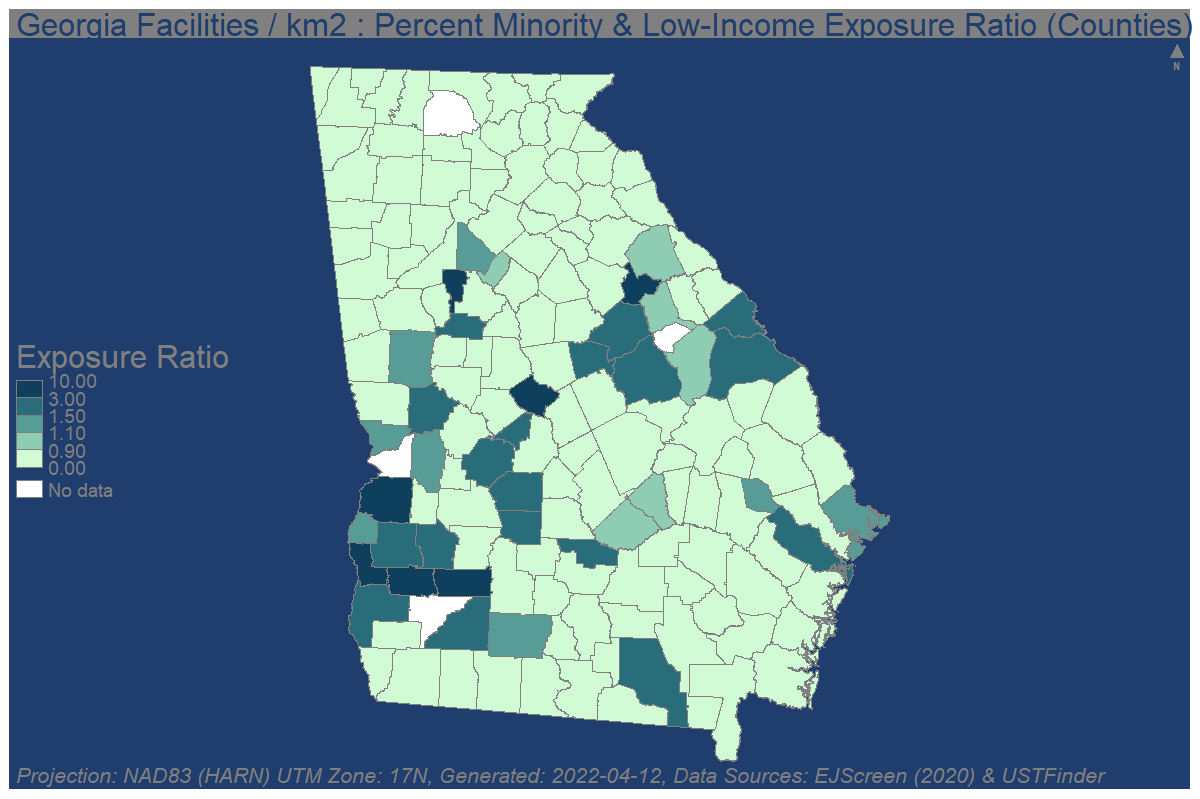 Georgia Facilities / km2 : Percent Minority & Low-Income Exposure Ratio (Counties)
N
Exposure Ratio
10.00
3.00
1.50
1.10
0.90
0.00
No data
Projection: NAD83 (HARN) UTM Zone: 17N, Generated: 2022-04-12, Data Sources: EJScreen (2020) & USTFinder